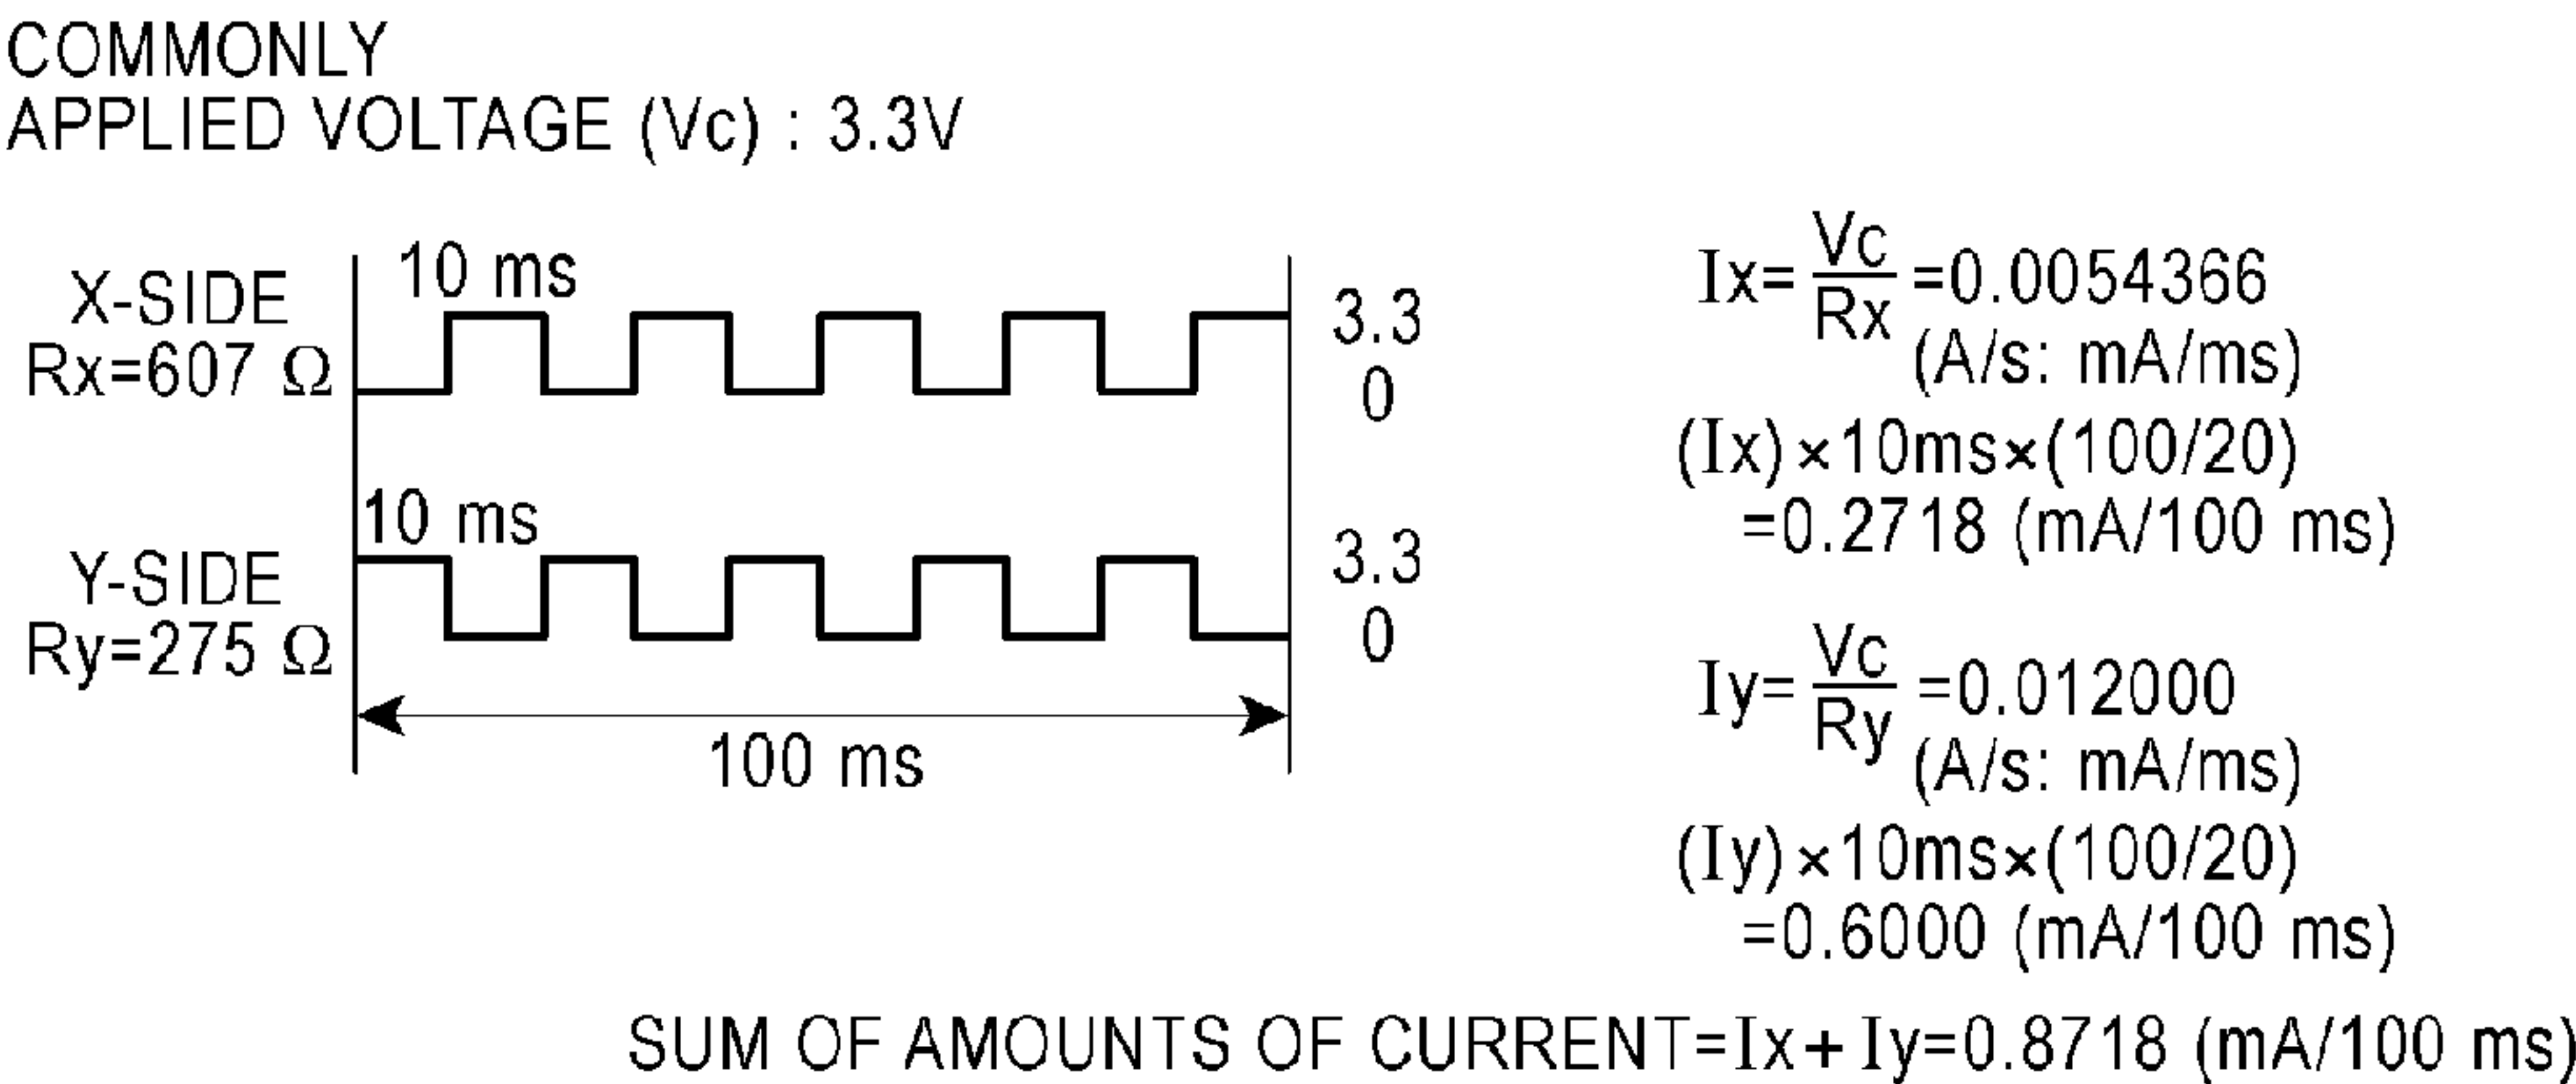 COMMONLY
APPLIED VOLTAGE (Vc) : 3.3V
X-SIDE
Rx=607 Ω
10 ms
3.3
0
Y-SIDE
Ry=275 Ω
10 ms
3.3
0
100 ms
Ix= Vc/Rx =0.0054366
(A/s: mA/ms)
(Ix)×10ms×(100/20)
=0.2718 (mA/100 ms)
Iy= Vc/Ry =0.012000
(A/s: mA/ms)
(Iy)×10ms×(100/20)
=0.6000 (mA/100 ms)
SUM OF AMOUNTS OF CURRENT=Ix+Iy=0.8718 (mA/100 ms)